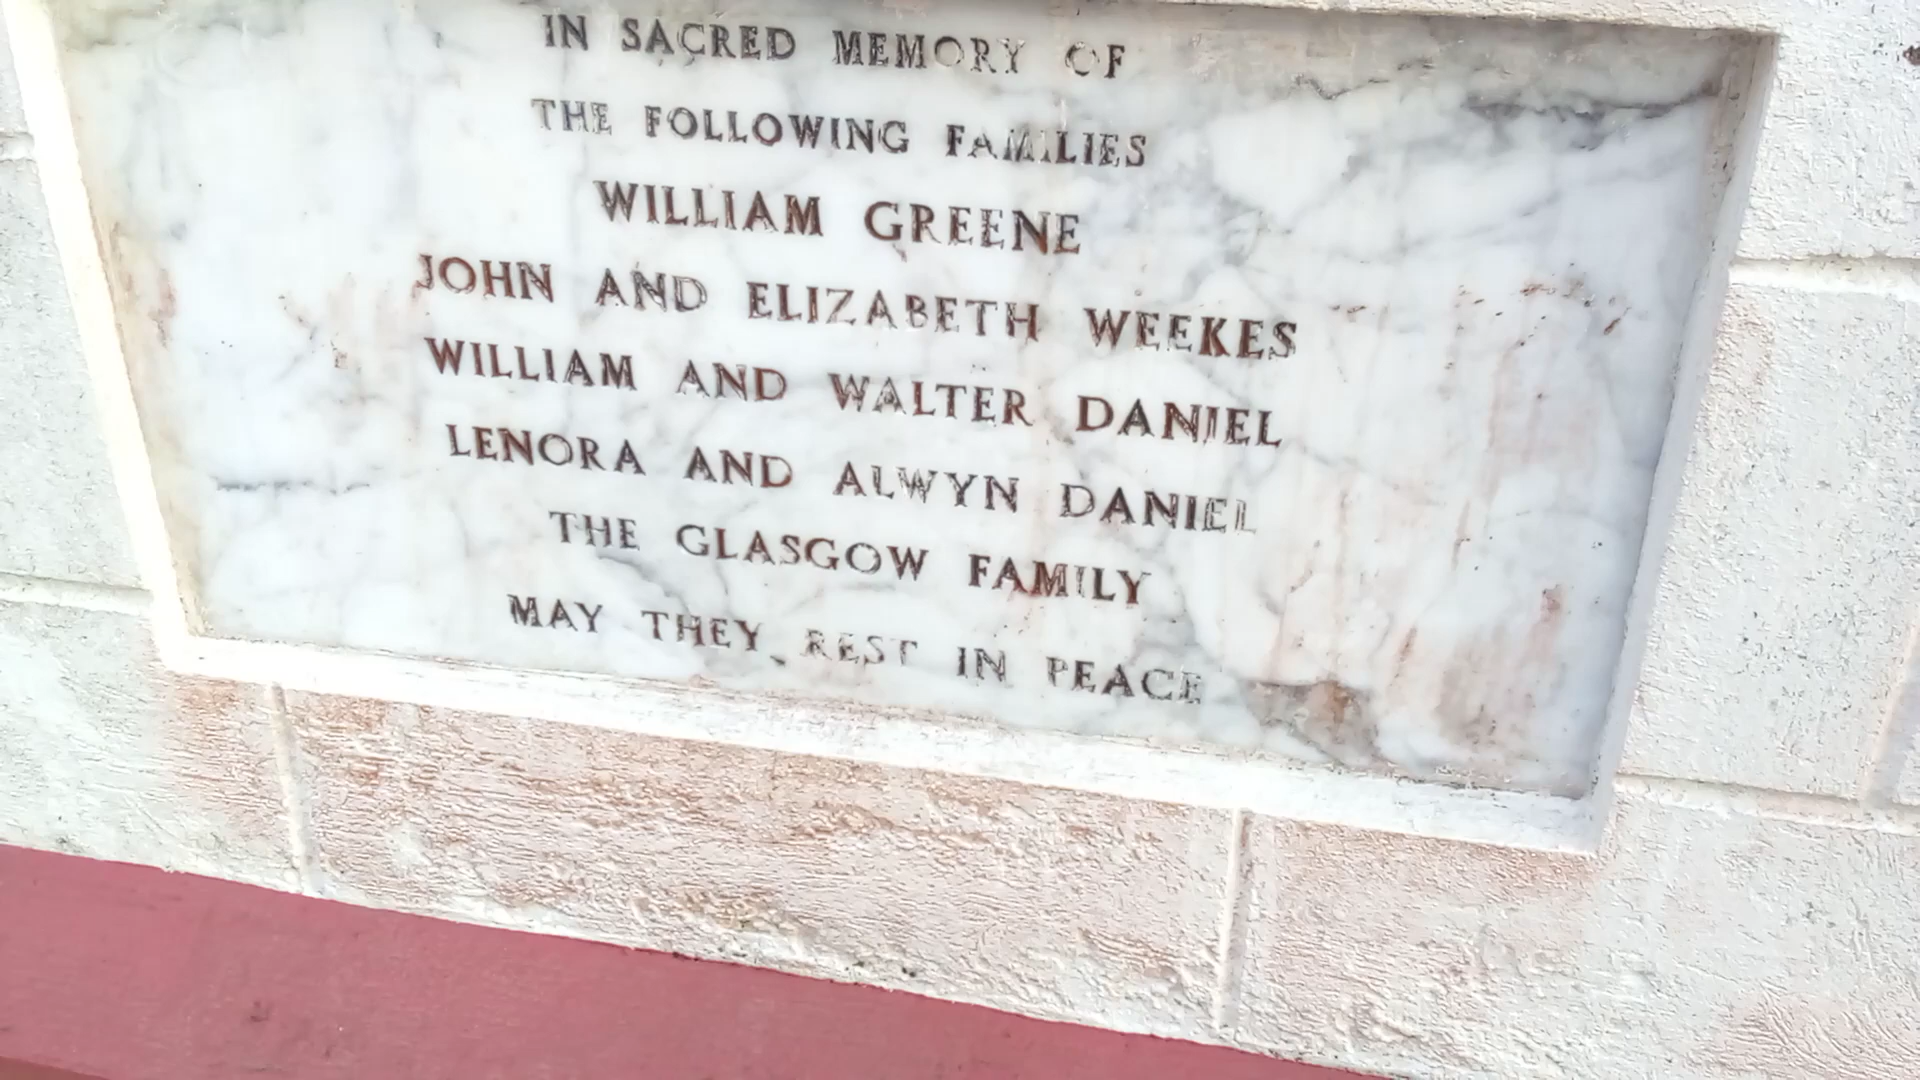 IN SACRED MEMORY OF
THE FOLLOWING FAMILIES
WILLIAM GREENE
JOHN AND ELIZABETH WEEKES
WILLIAM AND WALTER DANIEL
LENORA AND ALWYN DANIEL
THE GLASGOW FAMILY
MAY THEY REST IN PEACE